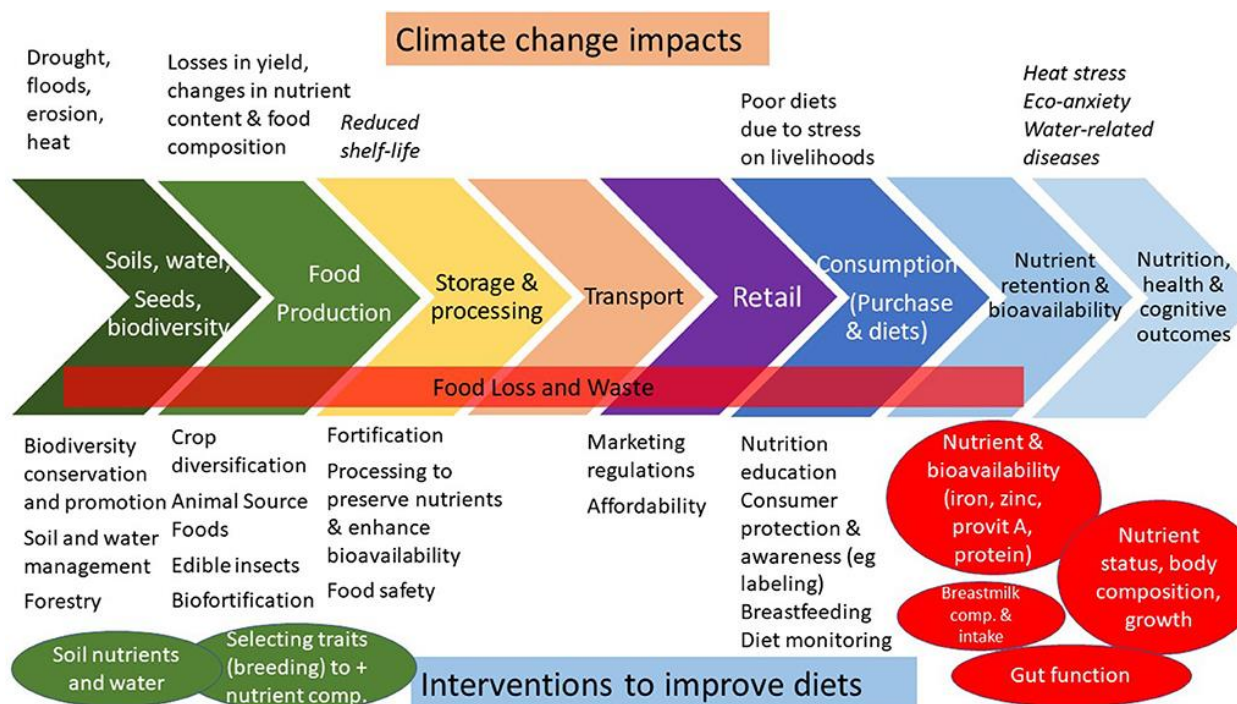 Climate change impacts
Drought,
floods,
erosion,
heat
Losses in yield,
changes in nutrient
content & food
composition
Reduced
shelf-life
Poor diets
due to stress
on livelihoods
Heat stress
Eco-anxiety
Water-related
diseases
Soils, water,
Seeds,
biodiversity
Food
Production
Storage &
processing
Transport
Retail
Consumption
(Purchase
& diets)
Nutrient
retention &
bioavailability
Nutrition,
health &
cognitive
outcomes
Food Loss and Waste
Biodiversity
conservation
and promotion
Soil and water
management
Forestry
Crop
diversification
Animal Source
Foods
Edible insects
Biofortification
Fortification
Processing to
preserve nutrients
& enhance
bioavailability
Food safety
Marketing
regulations
Affordability
Nutrition
education
Consumer
protection &
awareness (eg
labeling)
Breastfeeding
Diet monitoring
Nutrient &
bioavailability
(iron, zinc,
provit A,
protein)
Nutrient
status, body
composition,
growth
Breastmilk
comp. &
intake
Gut function
Soil nutrients
and water
Selecting traits
(breeding) to +
nutrient comp.
Interventions to improve diets